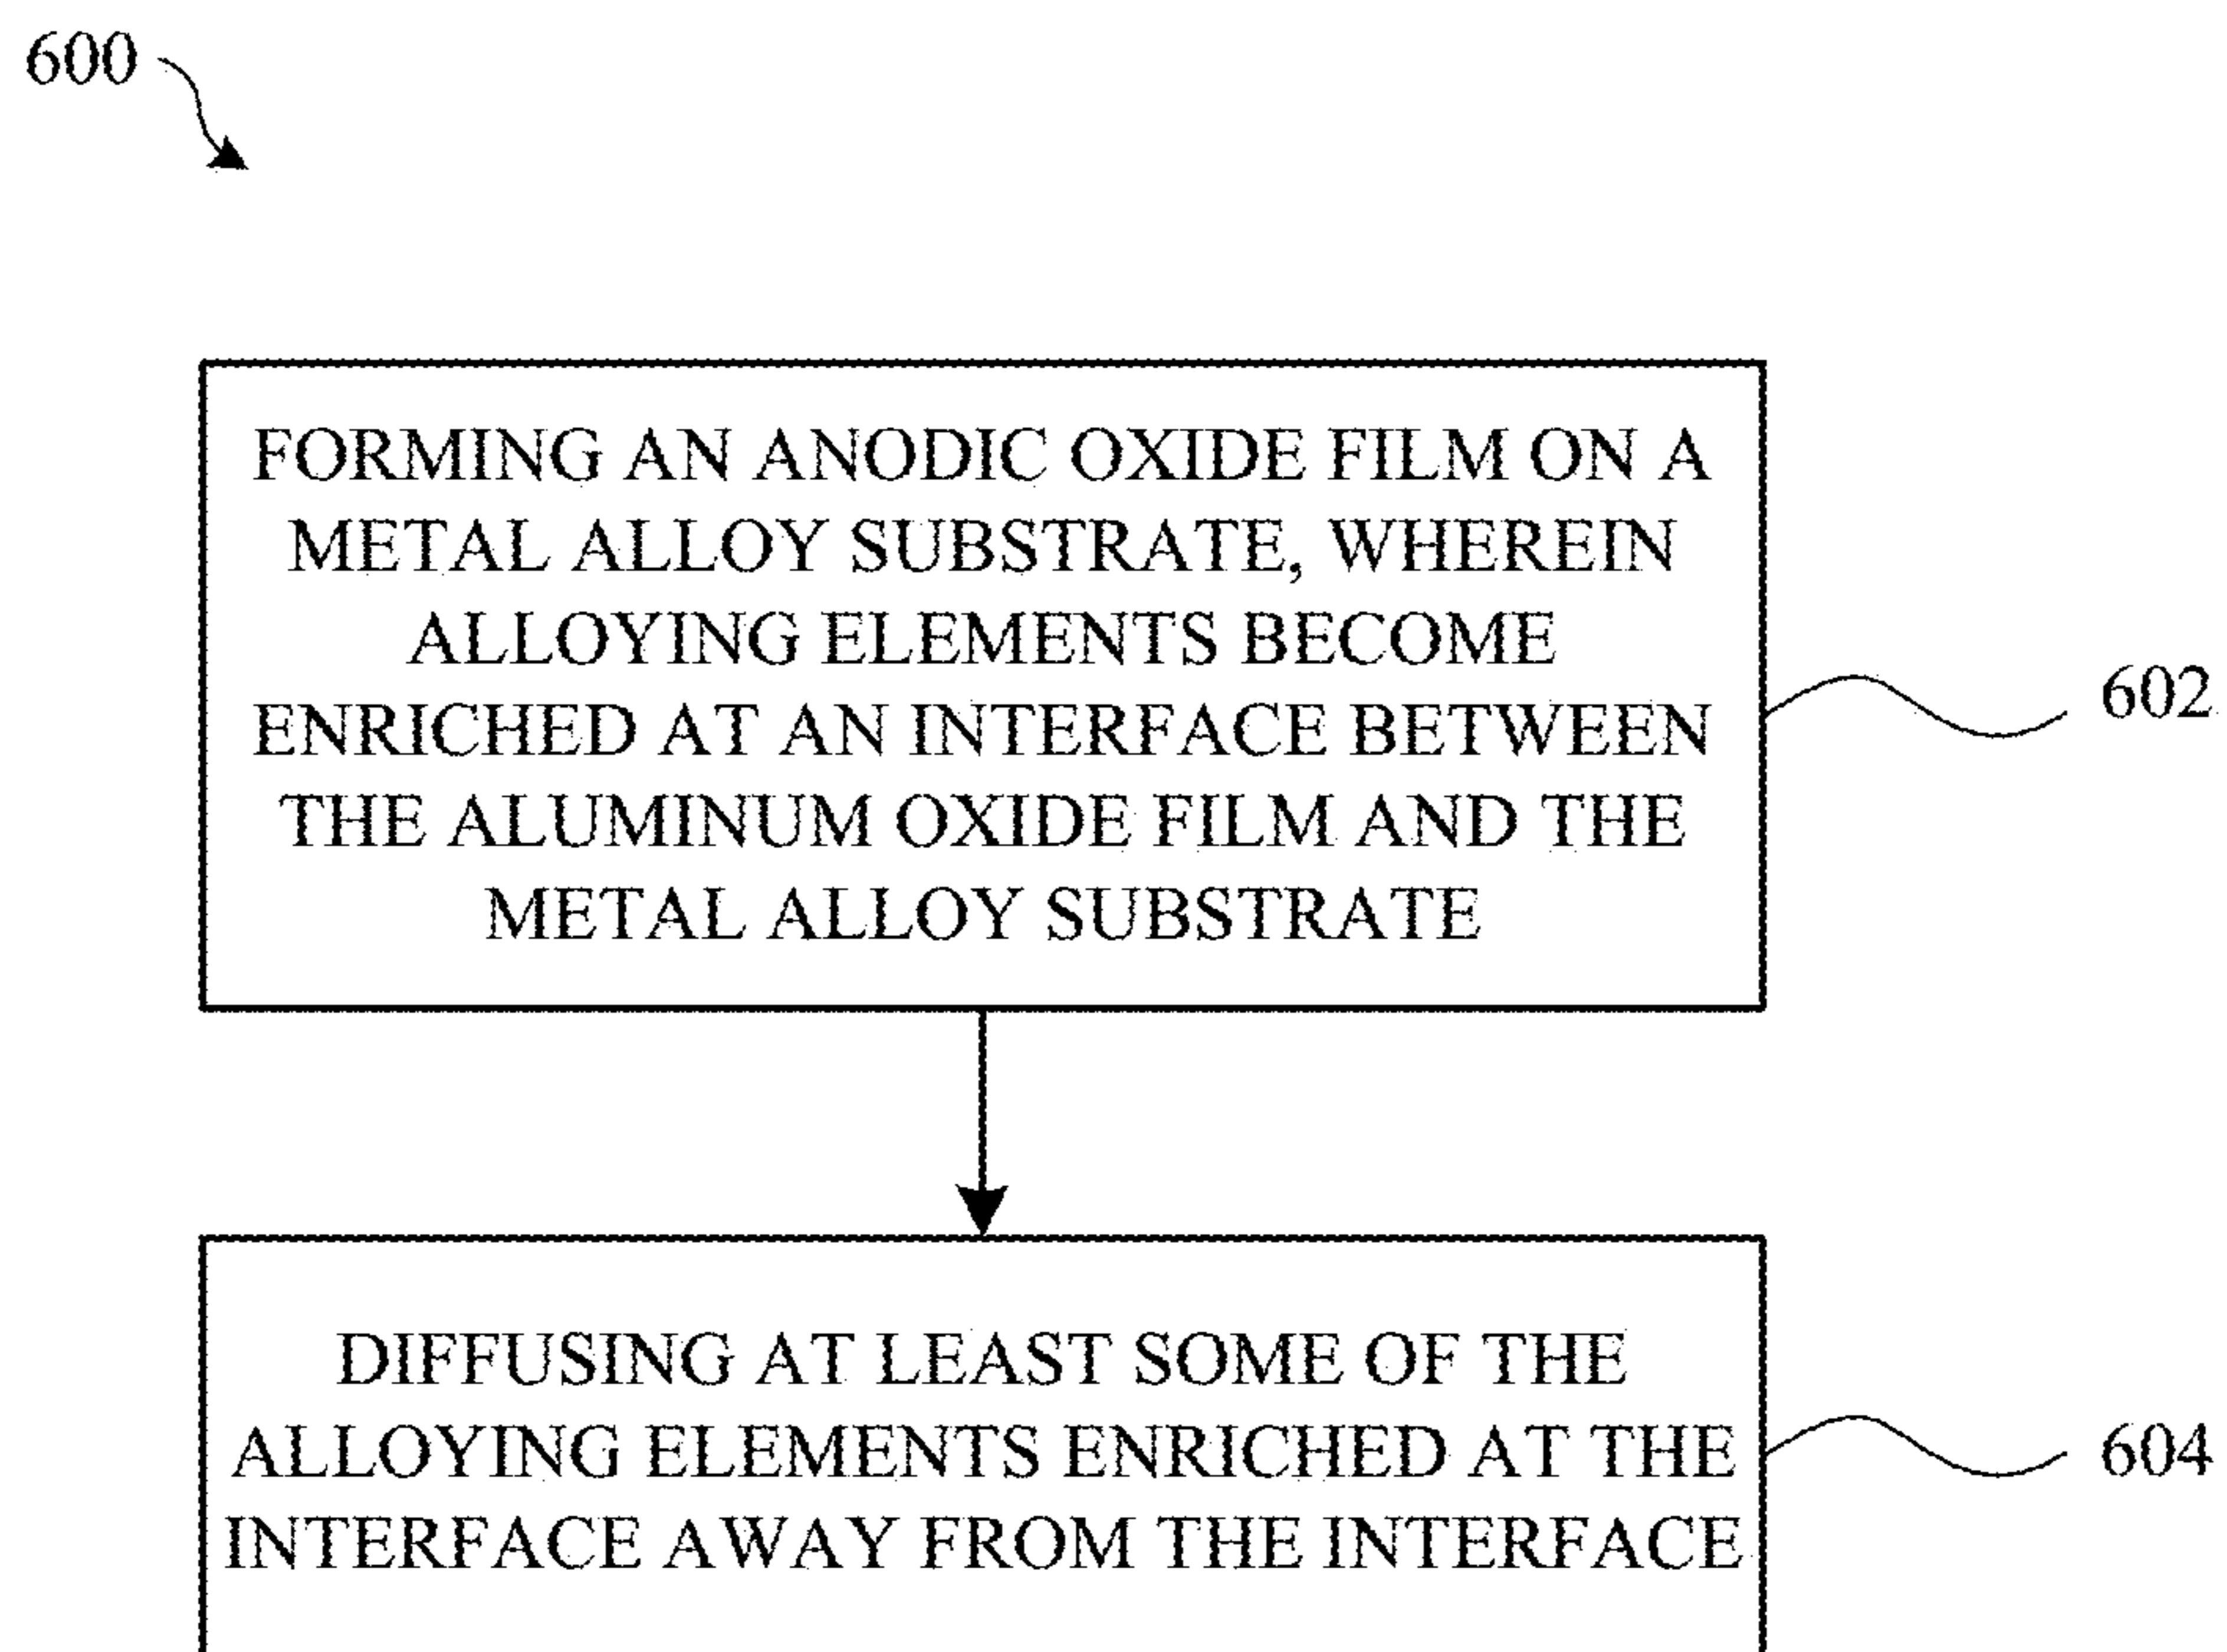 600
FORMING AN ANODIC OXIDE FILM ON A
METAL ALLOY SUBSTRATE, WHEREIN
ALLOYING ELEMENTS BECOME
ENRICHED AT AN INTERFACE BETWEEN
THE ALUMINUM OXIDE FILM AND THE
METAL ALLOY SUBSTRATE
602
DIFFUSING AT LEAST SOME OF THE
ALLOYING ELEMENTS ENRICHED AT THE
INTERFACE AWAY FROM THE INTERFACE
604